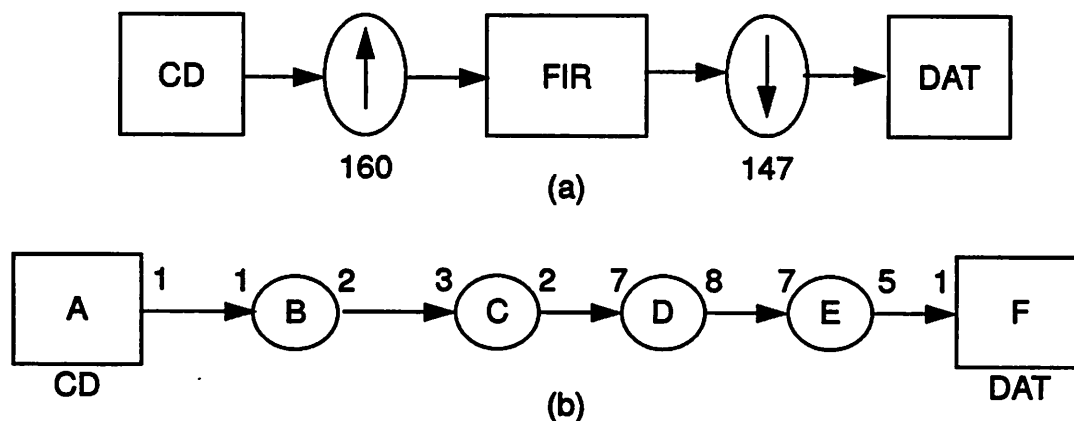 CD FIR DAT
160 147
(a)
1 1 2 3 2 7 8 7 5 1
A B C D E F
CD DAT
(b)